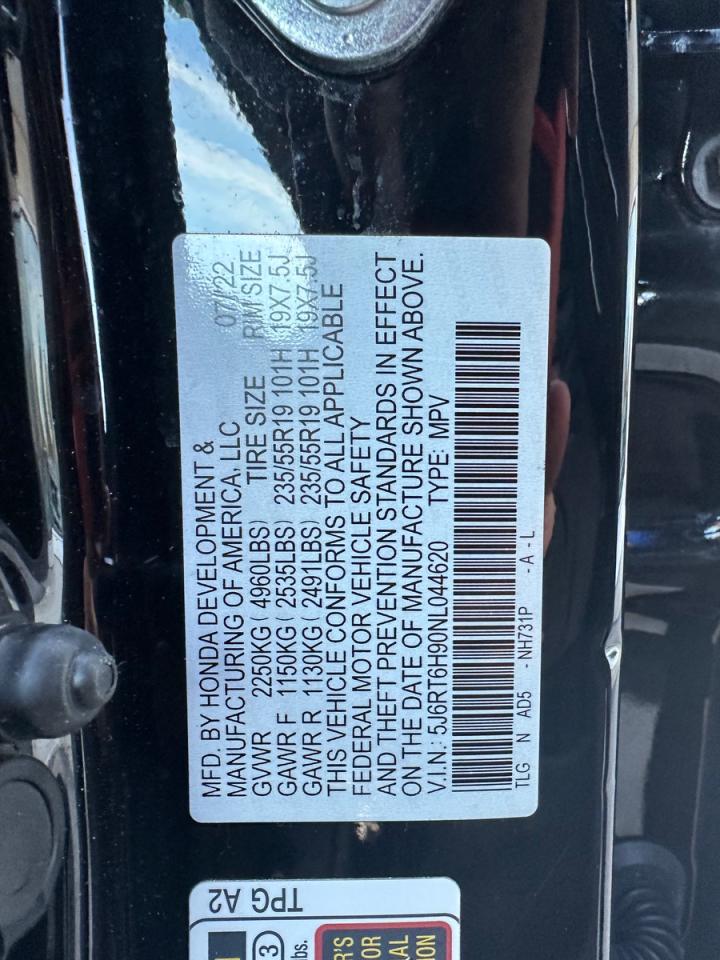 MFD. BY HONDA DEVELOPMENT &
MANUFACTURING OF AMERICA, LLC 07/22
GVWR 2250KG ( 4960LBS) TIRE SIZE RIM SIZE
GAWR F 1150KG ( 2535LBS) 235/55R19 101H 19X7.5J
GAWR R 1130KG ( 2491LBS) 235/55R19 101H 19X7.5J
THIS VEHICLE CONFORMS TO ALL APPLICABLE
FEDERAL MOTOR VEHICLE SAFETY
AND THEFT PREVENTION STANDARDS IN EFFECT
ON THE DATE OF MANUFACTURE SHOWN ABOVE.
V.I.N.: 5J6RT6H90NL044620 TYPE: MPV
TLG N AD5 - NH731P - A - L
TPG A2
3
lbs.